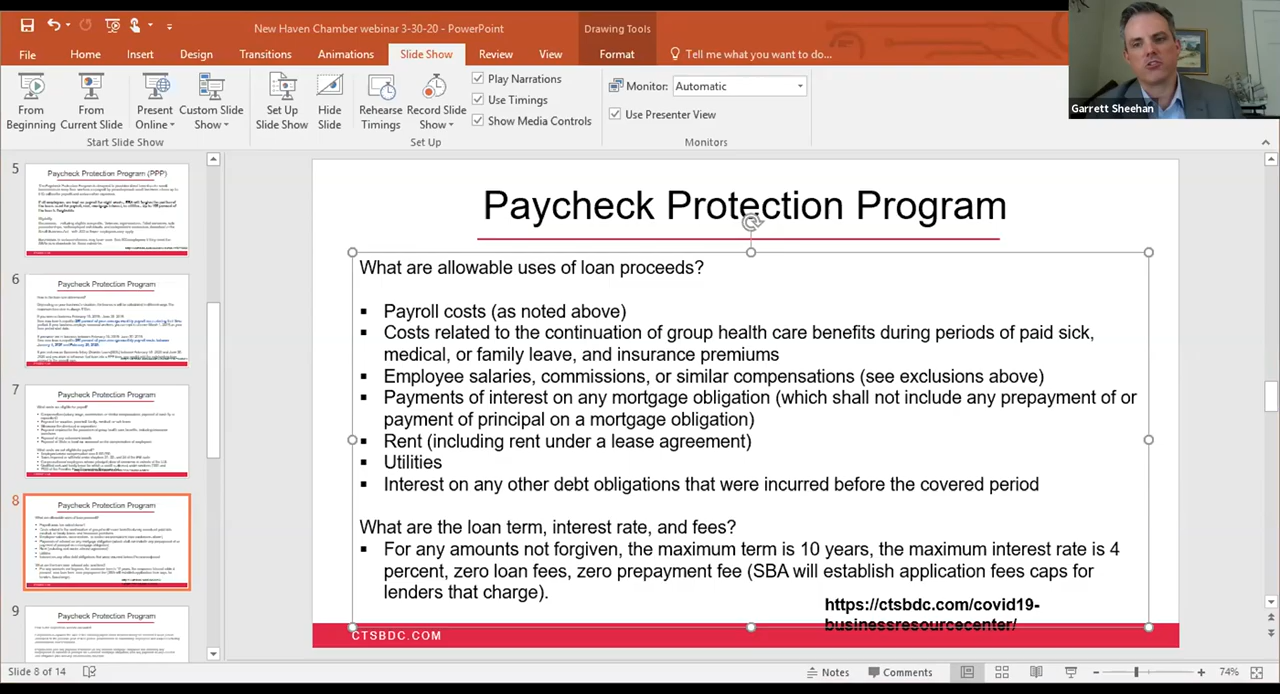 New Haven Chamber webinar 3-30-20 - PowerPoint
Drawing Tools
File
Home
Insert
Design
Transitions
Animations
Slide Show
Review
View
Format
Tell me what you want to do...
Garrett Sheehan
From Beginning
From Current Slide
Present Online
Custom Slide Show
Start Slide Show
Set Up Slide Show
Hide Slide
Rehearse Timings
Record Slide Show
Play Narrations
Use Timings
Show Media Controls
Set Up
Monitor:
Automatic
Use Presenter View
Monitors
5
Paycheck Protection Program (PPP)
6
Paycheck Protection Program
7
Paycheck Protection Program
8
Paycheck Protection Program
9
Paycheck Protection Program
Paycheck Protection Program
What are allowable uses of loan proceeds?
Payroll costs (as noted above)
Costs related to the continuation of group health care benefits during periods of paid sick,
medical, or family leave, and insurance premiums
Employee salaries, commissions, or similar compensations (see exclusions above)
Payments of interest on any mortgage obligation (which shall not include any prepayment of or
payment of principal on a mortgage obligation)
Rent (including rent under a lease agreement)
Utilities
Interest on any other debt obligations that were incurred before the covered period
What are the loan term, interest rate, and fees?
For any amounts not forgiven, the maximum term is 10 years, the maximum interest rate is 4
percent, zero loan fees, zero prepayment fee (SBA will establish application fees caps for
lenders that charge).
https://ctsbdc.com/covid19-
businessresourcecenter/
CTSBDC.COM
Slide 8 of 14
Notes
Comments
74%